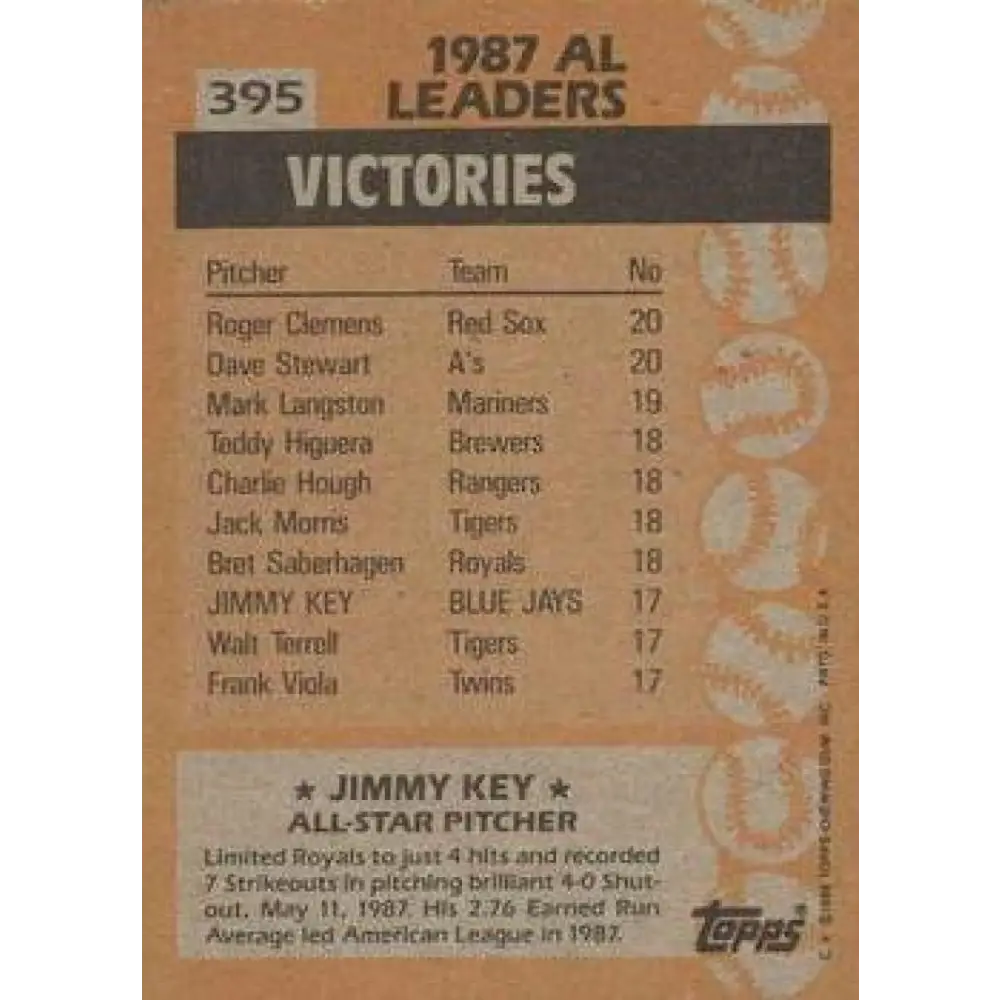 1987 AL
395 LEADERS
VICTORIES
Pitcher Team No
Roger Clemens Red Sox 20
Dave Stewart A's 20
Mark Langston Mariners 19
Teddy Higuera Brewers 18
Charlie Hough Rangers 18
Jack Morris Tigers 18
Bret Saberhagen Royals 18
JIMMY KEY BLUE JAYS 17
Walt Terrell Tigers 17
Frank Viola Twins 17
★ JIMMY KEY ★
ALL-STAR PITCHER
Limited Royals to just 4 hits and recorded
7 Strikeouts in pitching brilliant 4-0 Shut-
out, May 11, 1987. His 2.76 Earned Run
Average led American League in 1987.
topps®